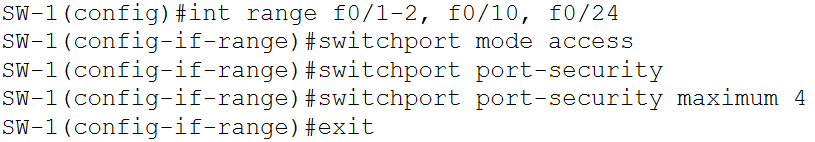 SW-1(config)#int range f0/1-2, f0/10, f0/24
SW-1(config-if-range)#switchport mode access
SW-1(config-if-range)#switchport port-security
SW-1(config-if-range)#switchport port-security maximum 4
SW-1(config-if-range)#exit